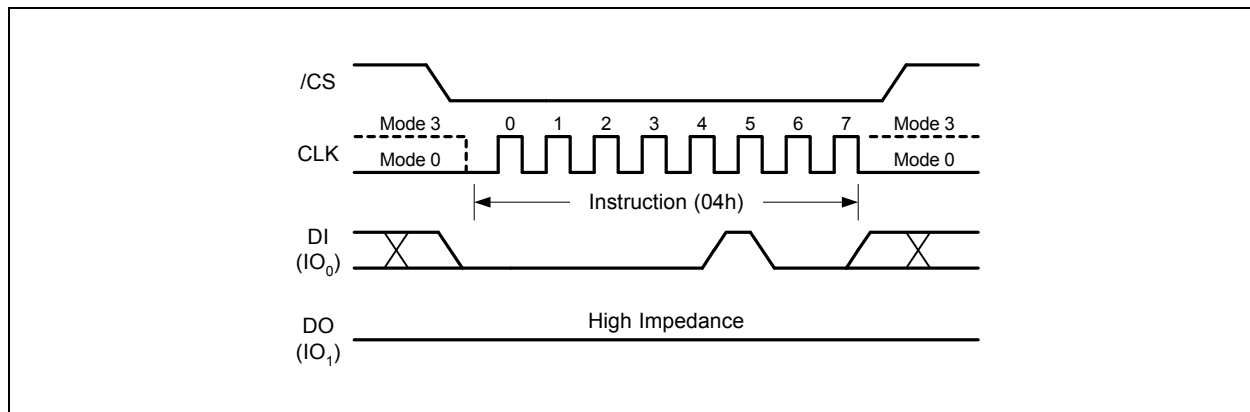 /CS
Mode 3 0 1 2 3 4 5 6 7 Mode 3
CLK
Mode 0 Mode 0
Instruction (04h)
DI
(IO₀)
High Impedance
DO
(IO₁)